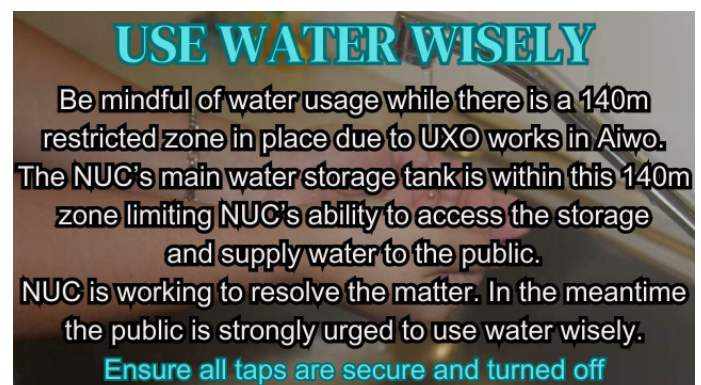 USE WATER WISELY
Be mindful of water usage while there is a 140m
restricted zone in place due to UXO works in Aiwo.
The NUC's main water storage tank is within this 140m
zone limiting NUC's ability to access the storage
and supply water to the public.
NUC is working to resolve the matter. In the meantime
the public is strongly urged to use water wisely.
Ensure all taps are secure and turned off